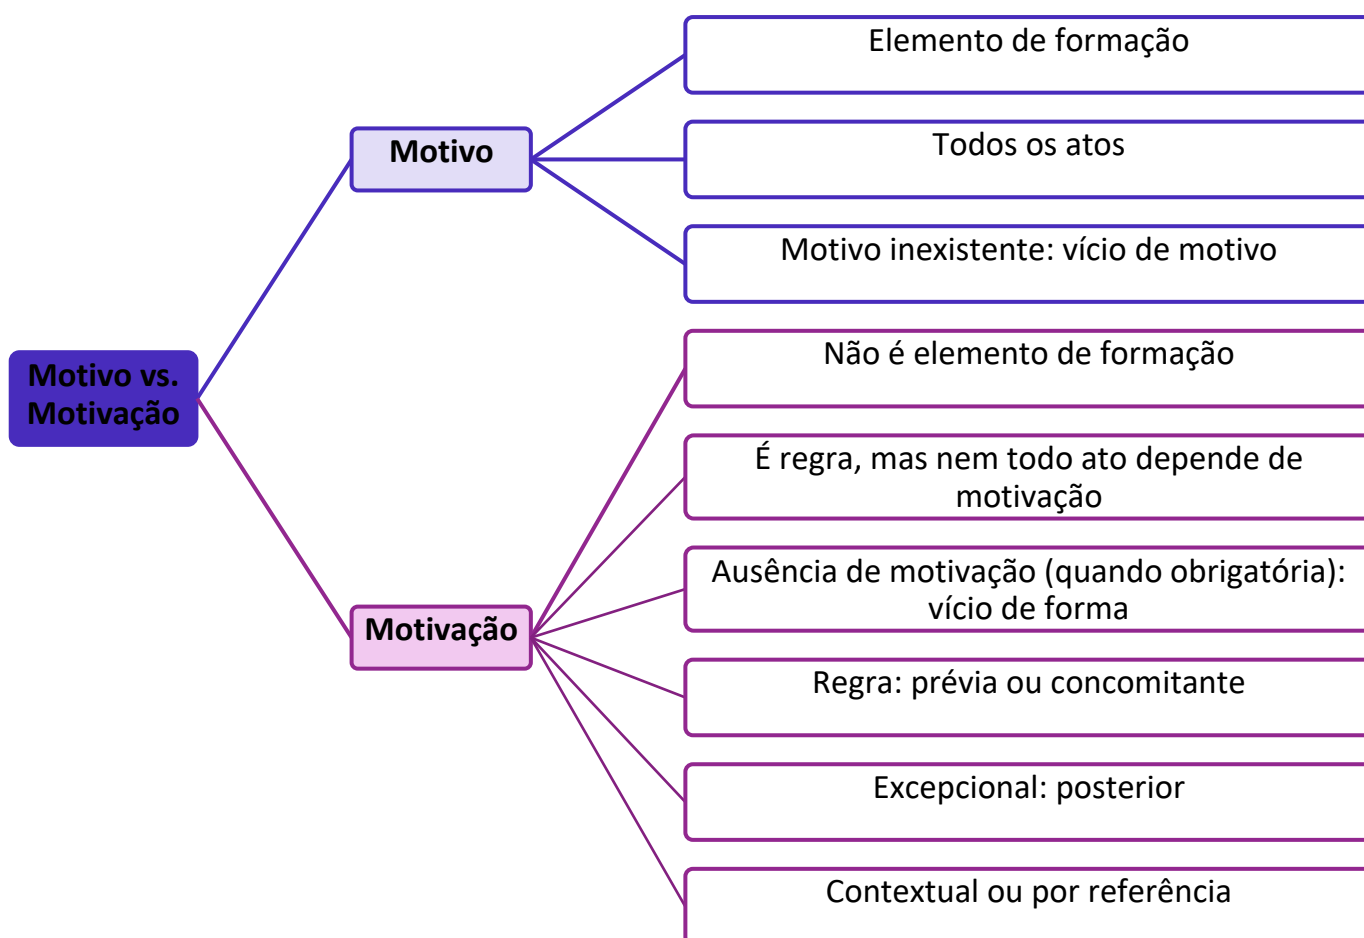 Motivo vs.
Motivação
Motivo
Elemento de formação
Todos os atos
Motivo inexistente: vício de motivo
Motivação
Não é elemento de formação
É regra, mas nem todo ato depende de
motivação
Ausência de motivação (quando obrigatória):
vício de forma
Regra: prévia ou concomitante
Excepcional: posterior
Contextual ou por referência